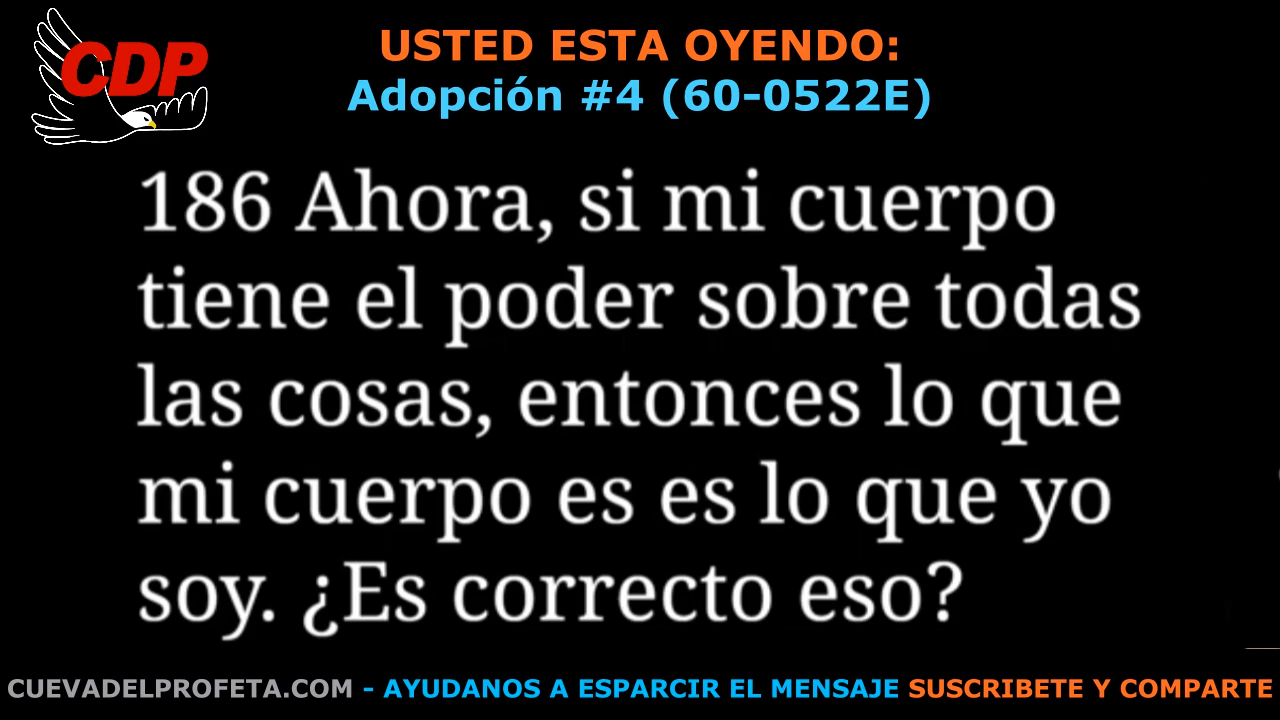 CDP
USTED ESTA OYENDO:
Adopción #4 (60-0522E)
186 Ahora, si mi cuerpo
tiene el poder sobre todas
las cosas, entonces lo que
mi cuerpo es es lo que yo
soy. ¿Es correcto eso?
CUEVADELPROFETA.COM - AYUDANOS A ESPARCIR EL MENSAJE SUSCRIBETE Y COMPARTE